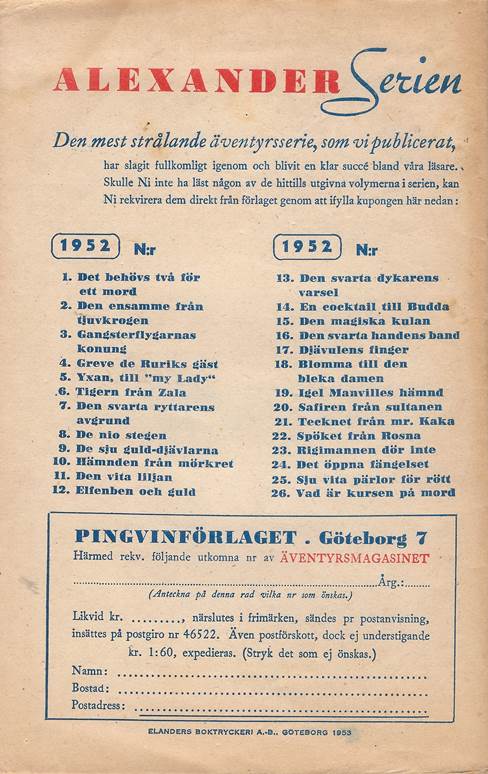 ALEXANDER Serien
Den mest strålande äventyrsserie, som vi publicerat,
har slagit fullkomligt igenom och blivit en klar succé bland våra läsare.
Skulle Ni inte ha läst någon av de hittills utgivna volymerna i serien, kan
Ni rekvirera dem direkt från förlaget genom att ifylla kupongen här nedan:
1952 N:r
1. Det behövs två för
ett mord
2. Den ensamme från
tjuvkrogen
3. Gangsterflygarnas
konung
4. Greve de Ruriks gäst
5. Yxan, till "my Lady"
6. Tigern från Zala
7. Den svarta ryttarens
avgrund
8. De nio stegen
9. De sju guld-djävlarna
10. Hämnden från mörkret
11. Den vita liljan
12. Elfenben och guld
1952 N:r
13. Den svarta dykarens
varsel
14. En cocktail till Budda
15. Den magiska kulan
16. Den svarta handens band
17. Djävulens finger
18. Blomma till den
bleka damen
19. Igel Manvilles hämnd
20. Safiren från sultanen
21. Tecknet från mr. Kaka
22. Spöket från Rosna
23. Rigimannen dör inte
24. Det öppna fängelset
25. Sju vita pärlor för rött
26. Vad är kursen på mord
PINGVINFÖRLAGET . Göteborg 7
Härmed rekv. följande utkomna nr av ÄVENTYRSMAGASINET
Årg.:
(Anteckna på denna rad vilka nr som önskas.)
Likvid kr. ........., närslutes i frimärken, sändes pr postanvisning,
insättes på postgiro nr 46522. Även postförskott, dock ej understigande
kr. 1:60, expedieras. (Stryk det som ej önskas.)
Namn:
Bostad:
Postadress:
ELANDERS BOKTRYCKERI A.-B.. GÖTEBORG 1953